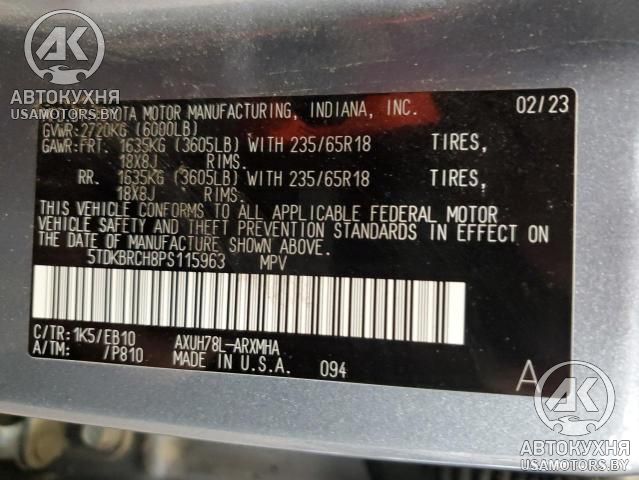 АК
АВТОКУХНЯ
USAMOTORS.BY
TOYOTA MOTOR MANUFACTURING, INDIANA, INC. 02/23
GVWR:2720KG (6000LB)
GAWR:FRT. 1635KG (3605LB) WITH 235/65R18 TIRES,
18X8J RIMS.
RR. 1635KG (3605LB) WITH 235/65R18 TIRES,
18X8J RIMS.
THIS VEHICLE CONFORMS TO ALL APPLICABLE FEDERAL MOTOR
VEHICLE SAFETY AND THEFT PREVENTION STANDARDS IN EFFECT ON
THE DATE OF MANUFACTURE SHOWN ABOVE.
5TDKBRCH8PS115963 MPV
C/TR:1K5/EB10 AXUH78L-ARXMHA
A/TM: /P810 MADE IN U.S.A. 094
A
АК
АВТОКУХНЯ
USAMOTORS.BY